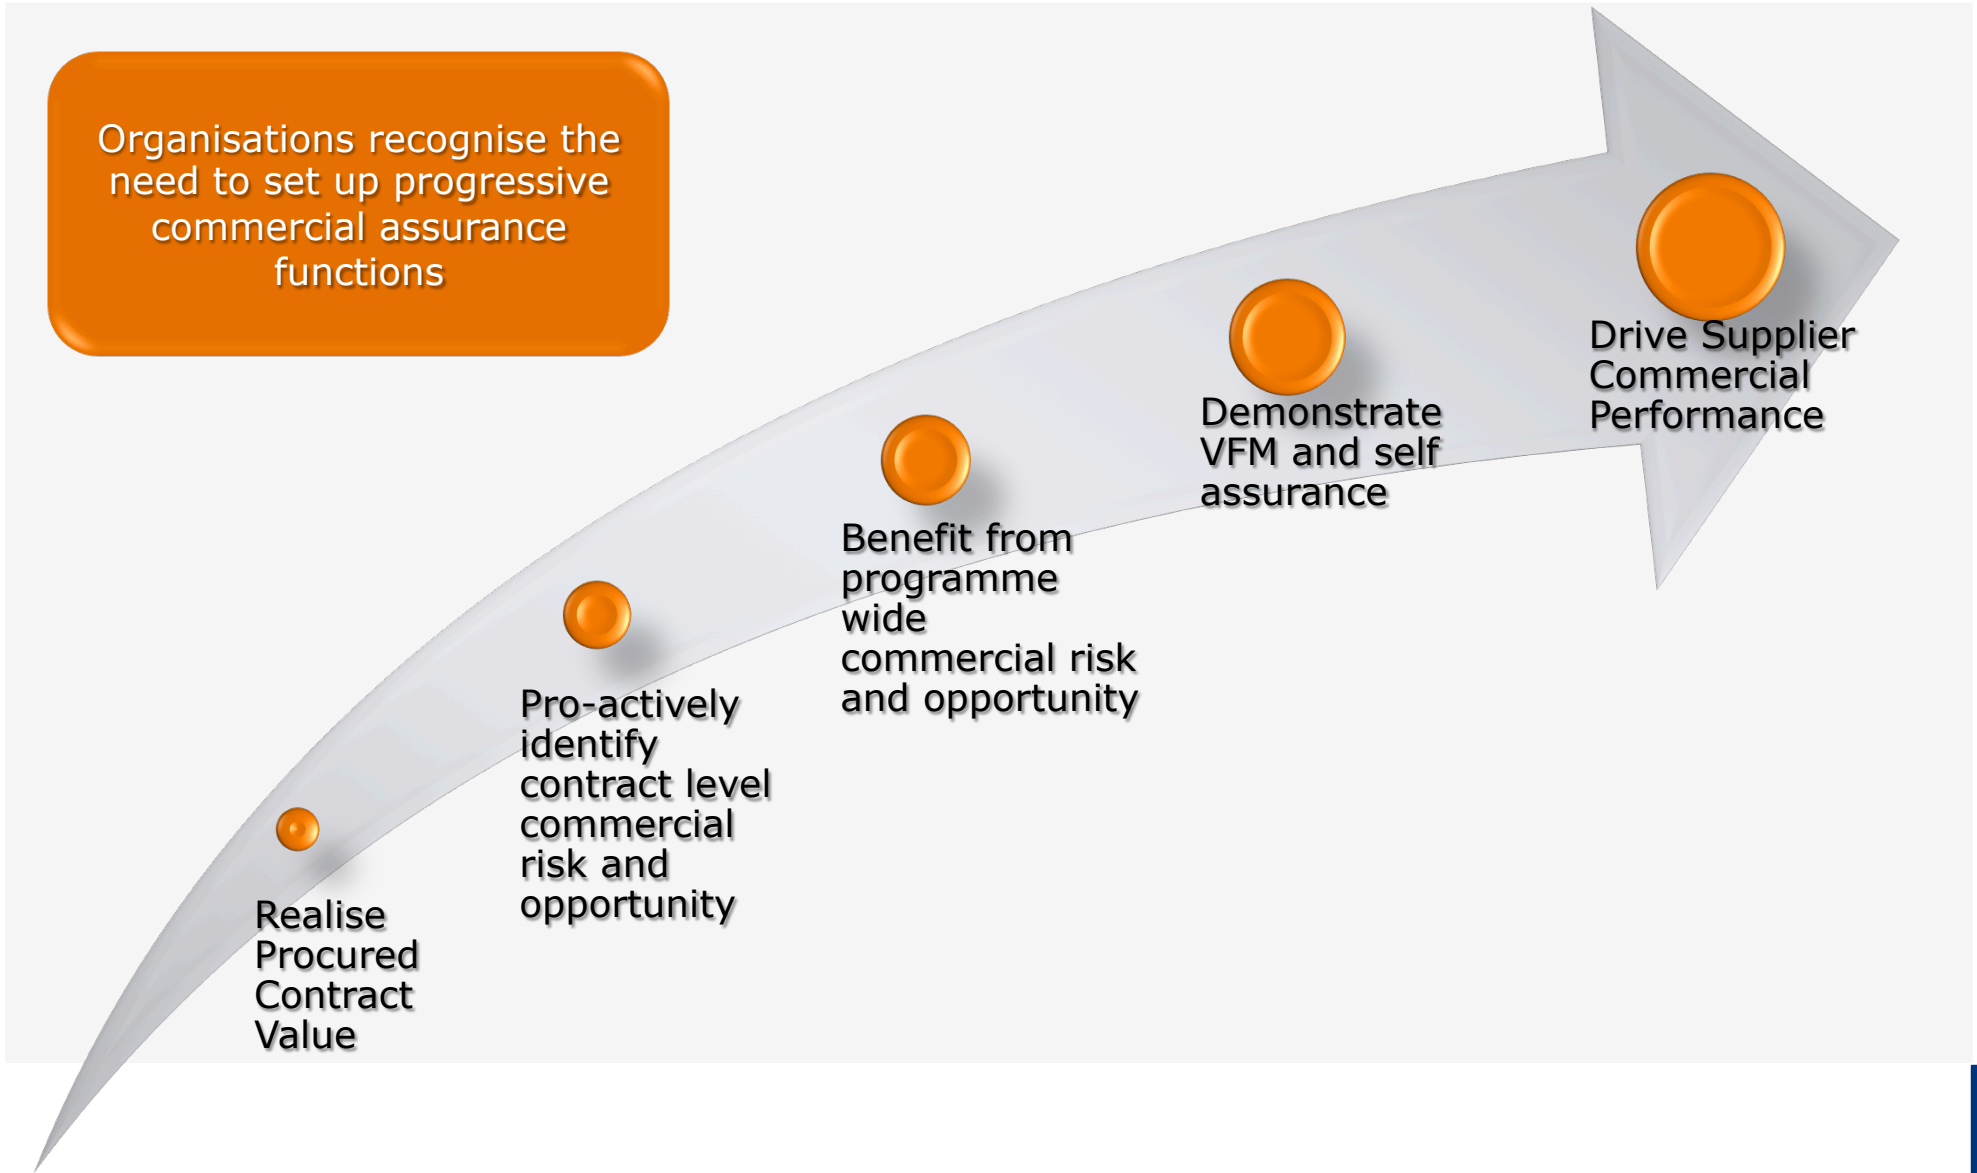 Organisations recognise the
need to set up progressive
commercial assurance
functions
Realise
Procured
Contract
Value
Pro-actively
identify
contract level
commercial
risk and
opportunity
Benefit from
programme
wide
commercial risk
and opportunity
Demonstrate
VFM and self
assurance
Drive Supplier
Commercial
Performance